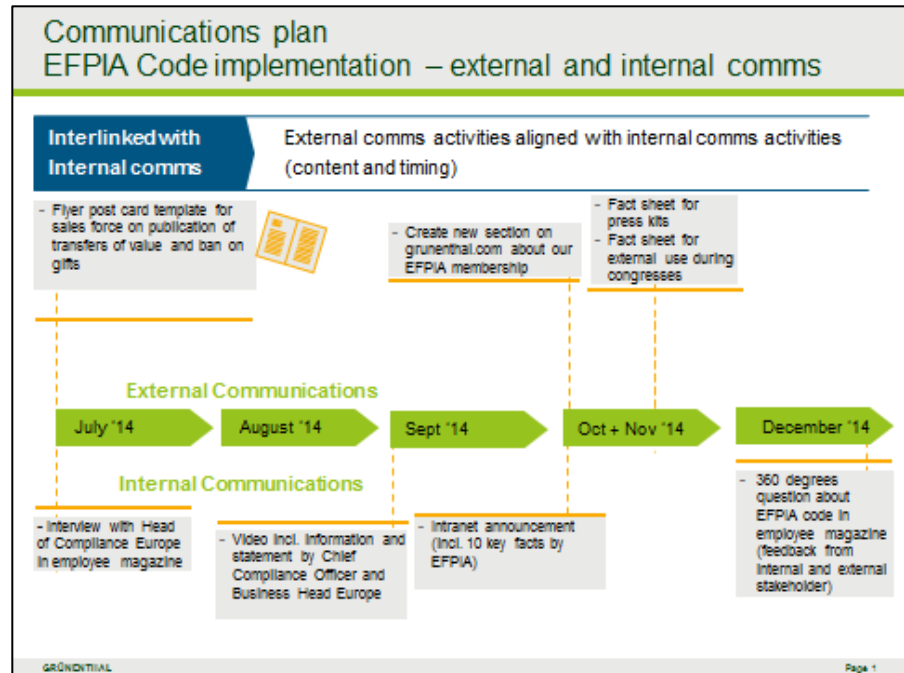 Communications plan
EFPIA Code implementation – external and internal comms
Interlinked with
Internal comms
External comms activities aligned with internal comms activities
(content and timing)
- Flyer post card template for
sales force on publication of
transfers of value and ban on
gifts
- Create new section on
grunenthal.com about our
EFPIA membership
- Fact sheet for
press kits
- Fact sheet for
external use during
congresses
External Communications
July '14
August '14
Sept '14
Oct + Nov '14
December '14
Internal Communications
- Interview with Head
of Compliance Europe
in employee magazine
- Video incl. information and
statement by Chief
Compliance Officer and
Business Head Europe
- Intranet announcement
(incl. 10 key facts by
EFPIA)
- 360 degrees
question about
EFPIA code in
employee magazine
(feedback from
internal and external
stakeholder)
GRÜNENTHAL
Page 1